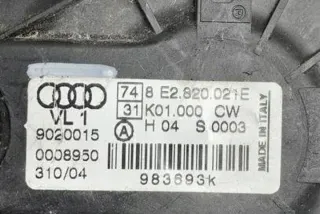 74 8 E2.820.021E
31 K01.000 CW
VL 1 A H 04 S 0003
9020015
0008950
310/04 983693k
MADE IN ITALY